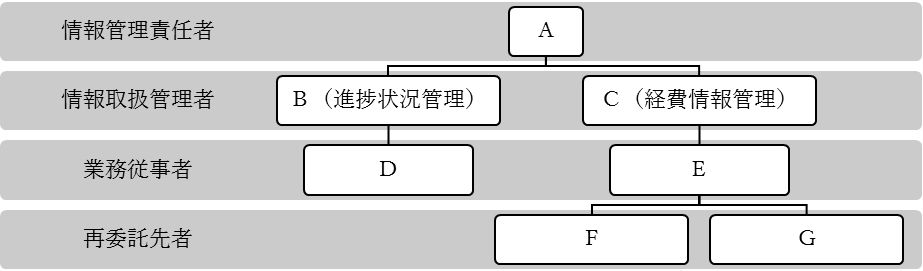 情報管理責任者
A
情報取扱管理者
B（進捗状況管理）
C（経費情報管理）
業務従事者
D
E
再委託先者
F
G